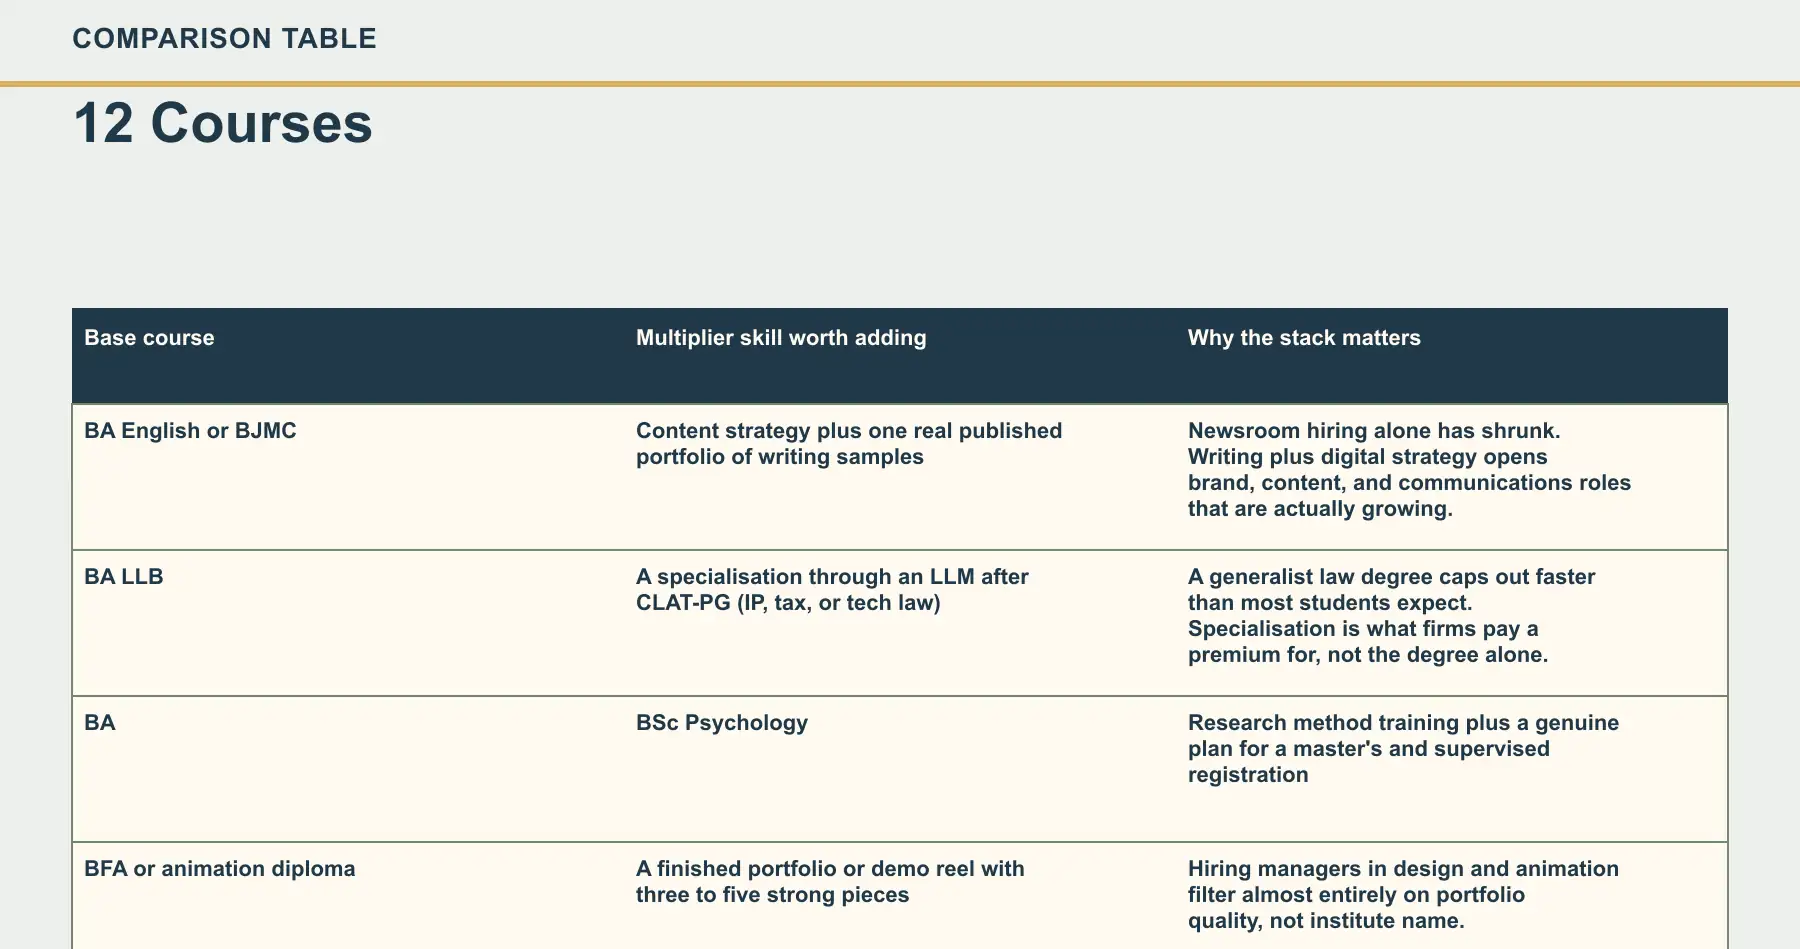 COMPARISON TABLE
12 Courses
Base course
Multiplier skill worth adding
Why the stack matters
BA English or BJMC
Content strategy plus one real published
portfolio of writing samples
Newsroom hiring alone has shrunk.
Writing plus digital strategy opens
brand, content, and communications roles
that are actually growing.
BA LLB
A specialisation through an LLM after
CLAT-PG (IP, tax, or tech law)
A generalist law degree caps out faster
than most students expect.
Specialisation is what firms pay a
premium for, not the degree alone.
BA
BSc Psychology
Research method training plus a genuine
plan for a master's and supervised
registration
BFA or animation diploma
A finished portfolio or demo reel with
three to five strong pieces
Hiring managers in design and animation
filter almost entirely on portfolio
quality, not institute name.